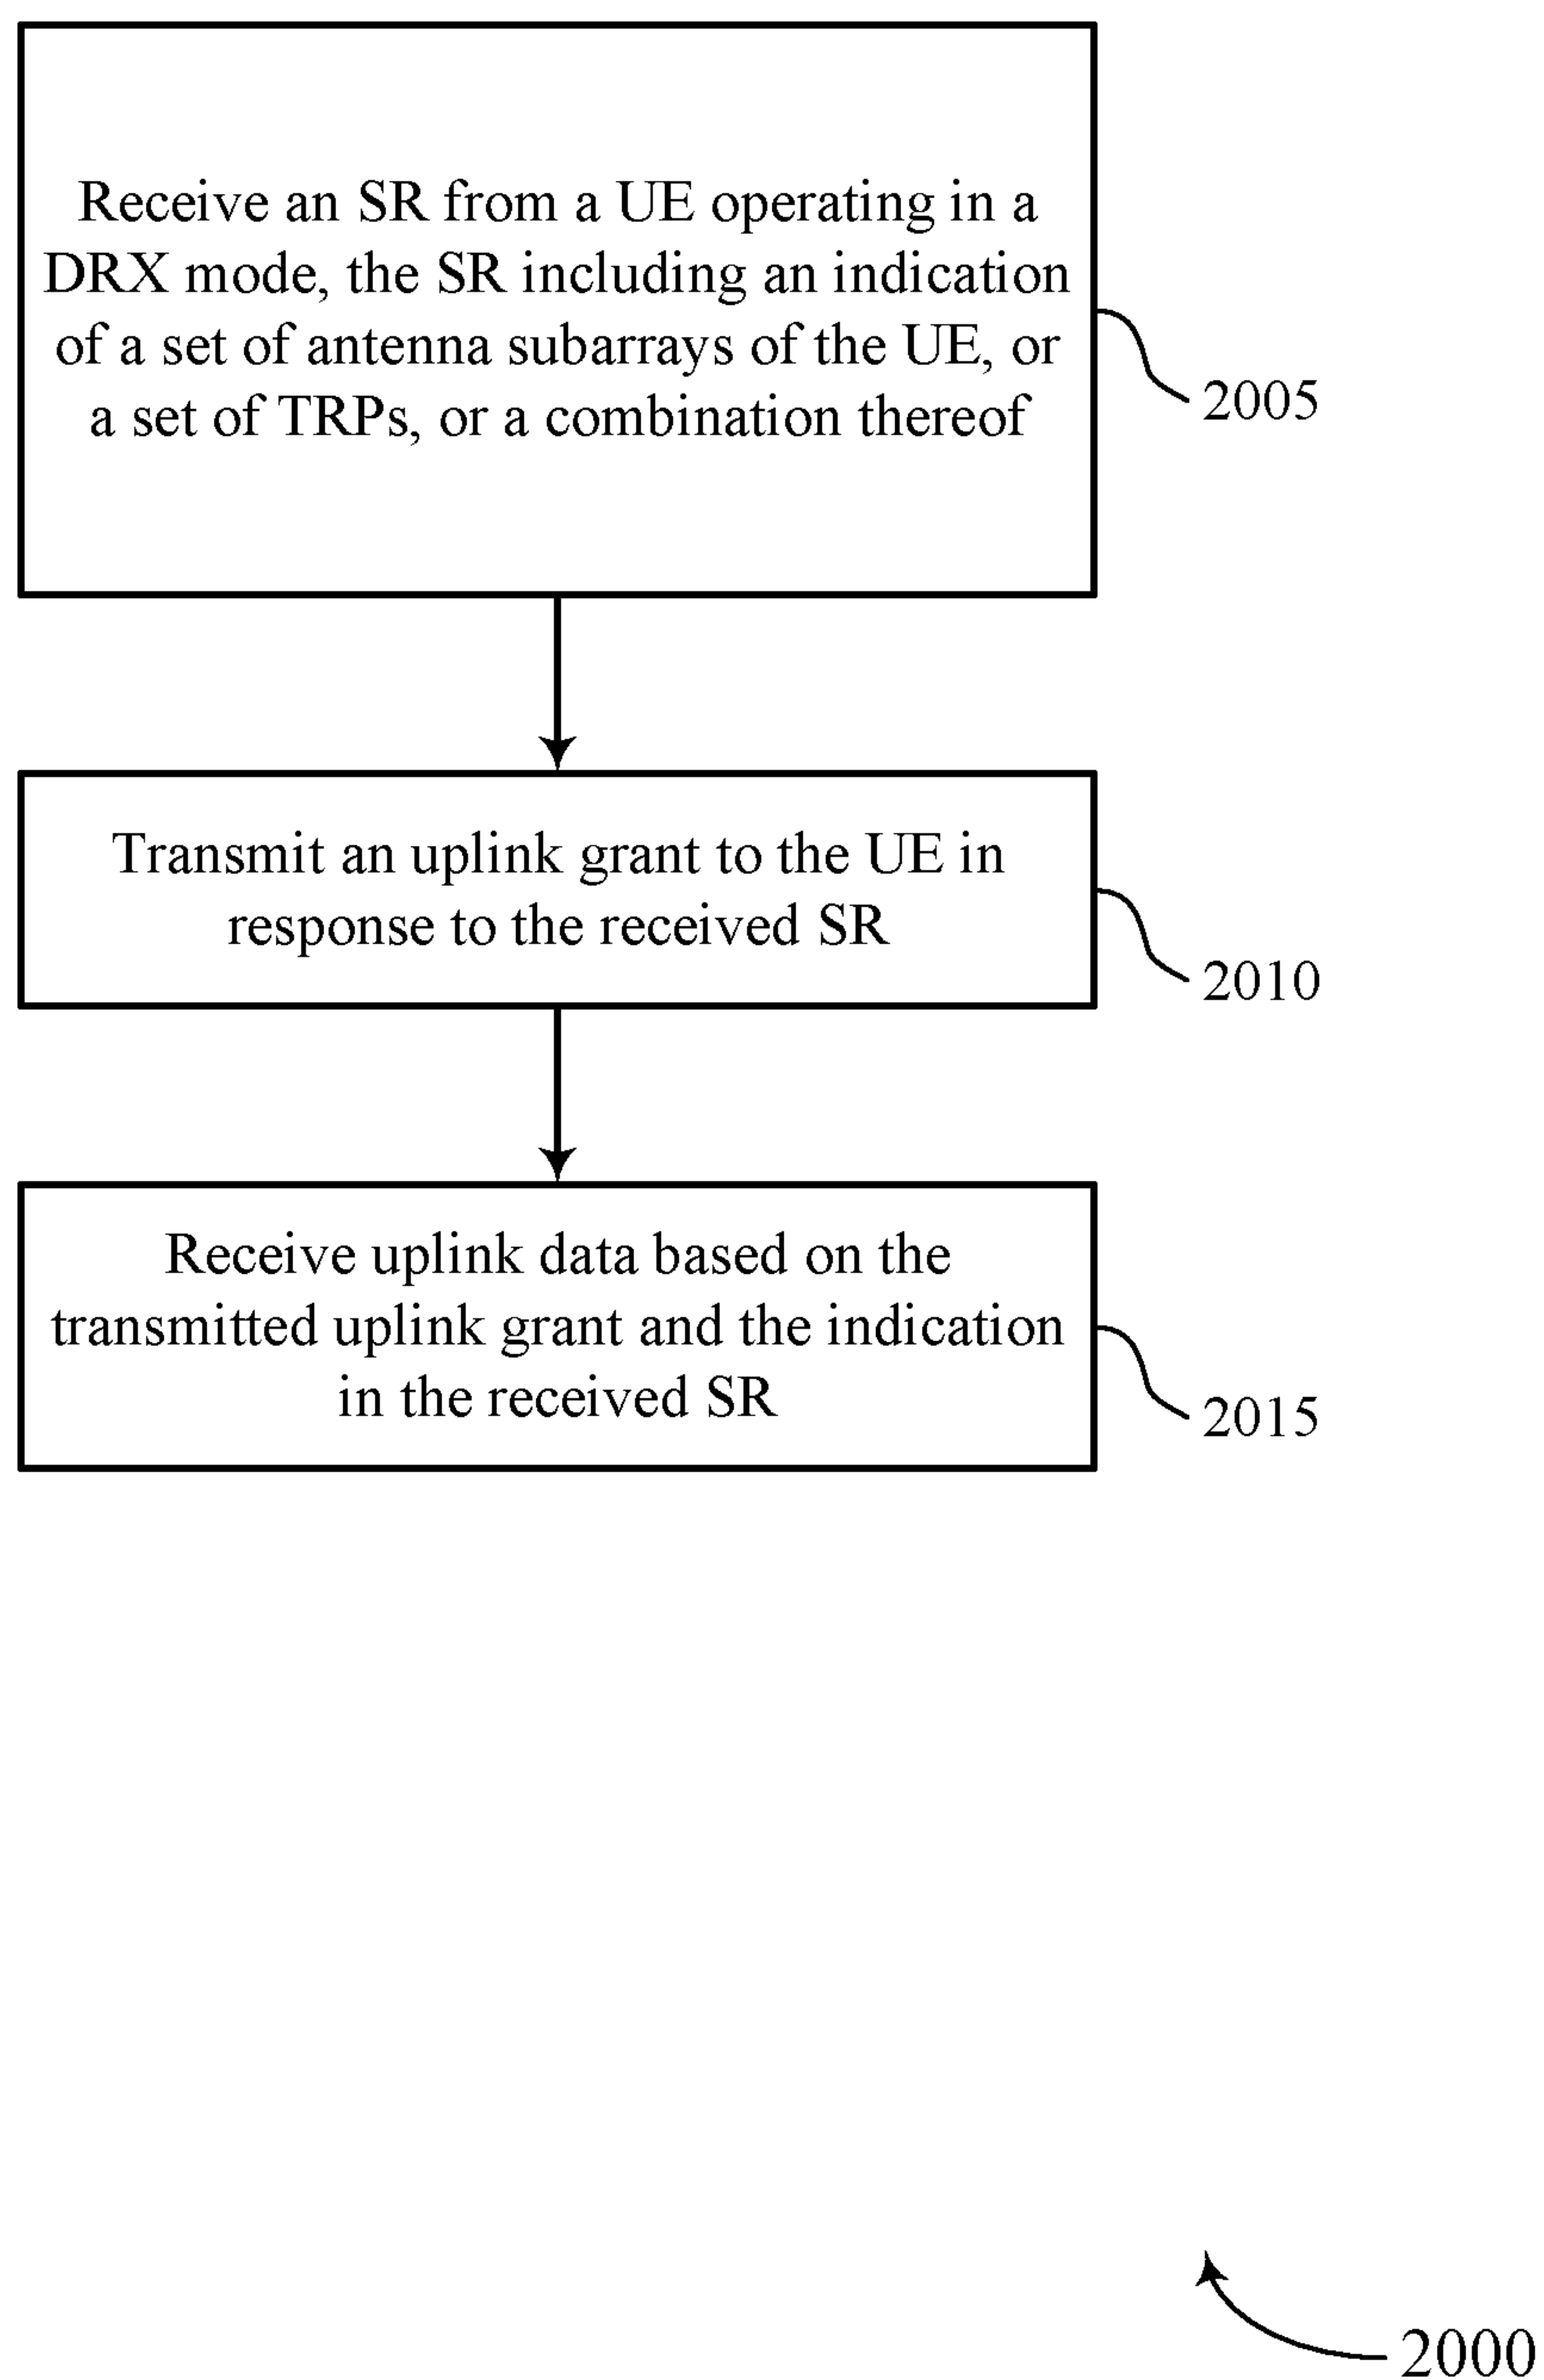 Receive an SR from a UE operating in a
DRX mode, the SR including an indication
of a set of antenna subarrays of the UE, or
a set of TRPs, or a combination thereof
2005
Transmit an uplink grant to the UE in
response to the received SR
2010
Receive uplink data based on the
transmitted uplink grant and the indication
in the received SR
2015
2000